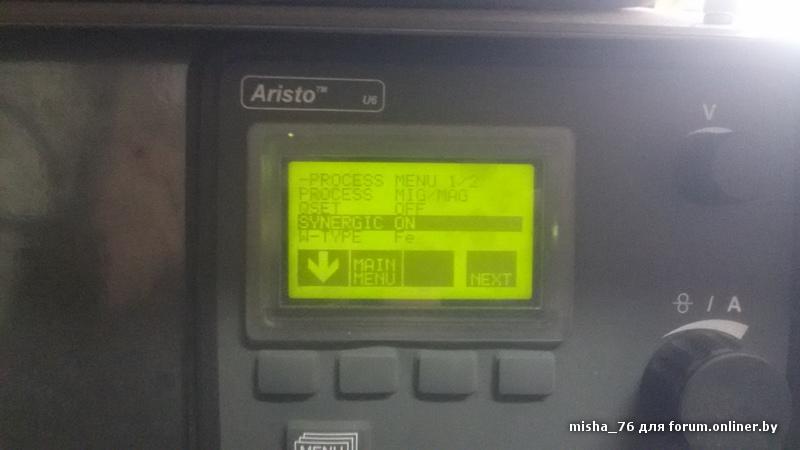 Aristo™ U6
V
-PROCESS MENU 1/2
PROCESS MIG/MAG
QSET OFF
SYNERGIC ON
W-TYPE Fe
MAIN
MENU
NEXT
/ A
MENU
misha_76 для forum.onliner.by